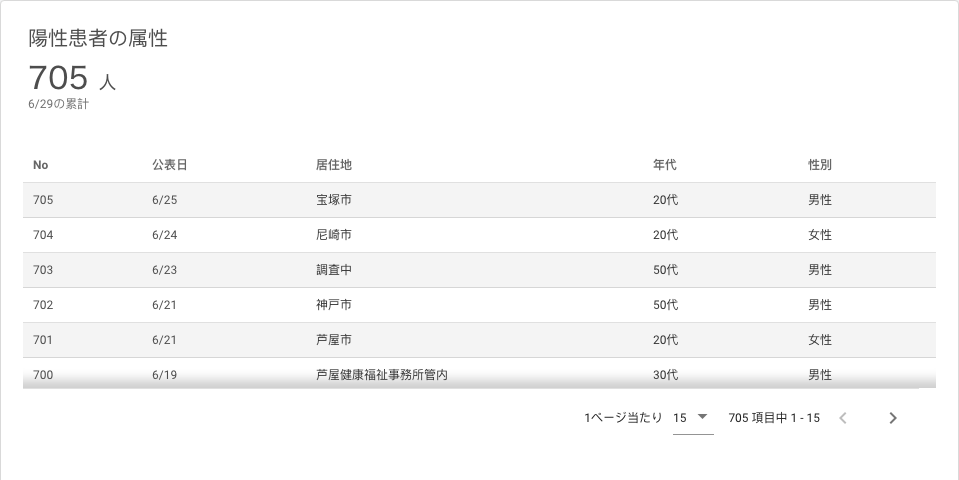 陽性患者の属性
705 人
6/29の累計
No 公表日 居住地 年代 性別
705 6/25 宝塚市 20代 男性
704 6/24 尼崎市 20代 女性
703 6/23 調査中 50代 男性
702 6/21 神戸市 50代 男性
701 6/21 芦屋市 20代 女性
700 6/19 芦屋健康福祉事務所管内 30代 男性
1ページ当たり 15 705 項目中 1 - 15